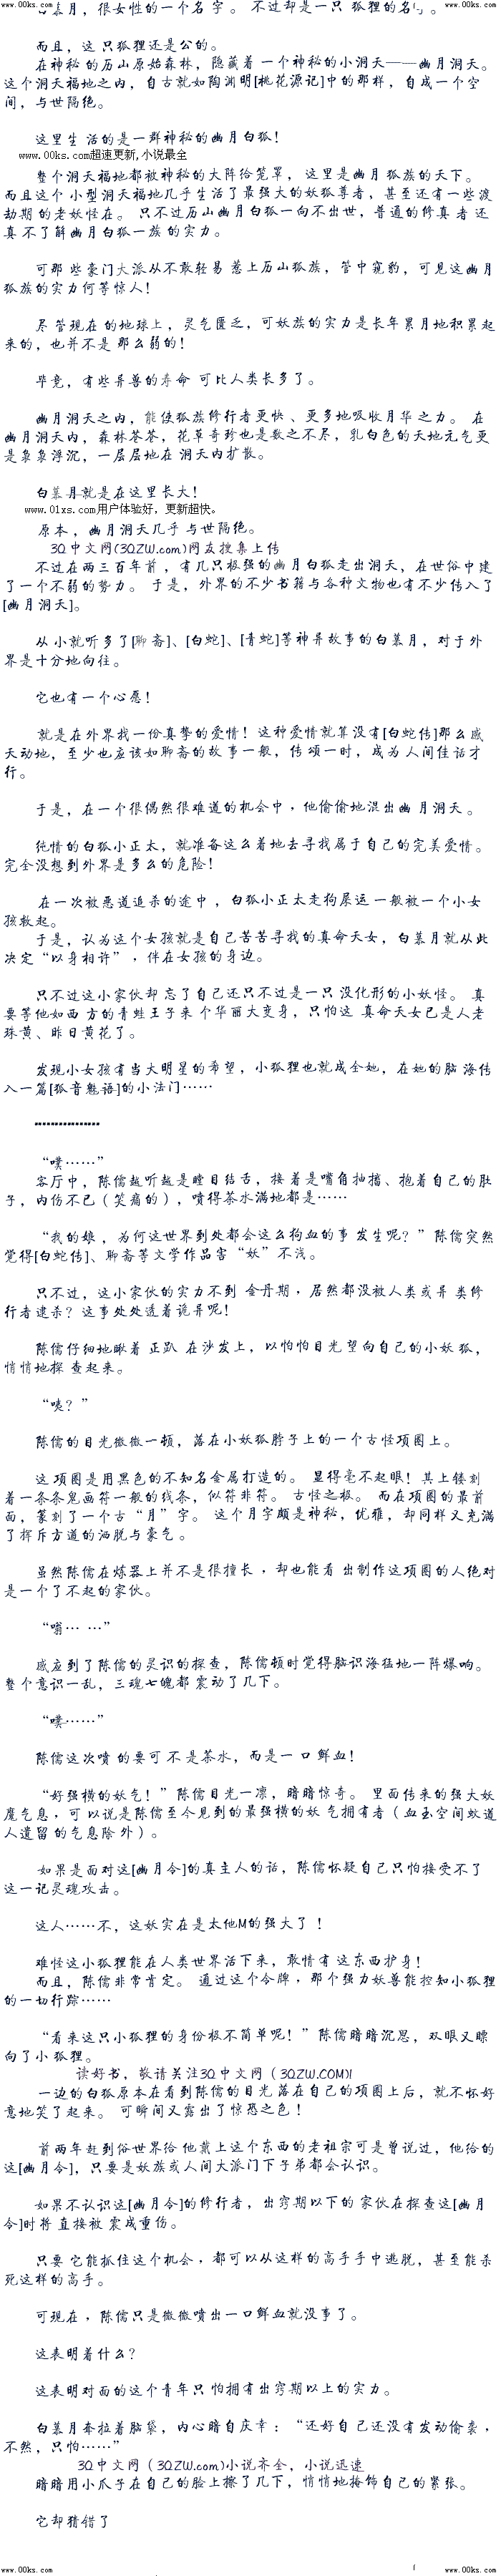 www.00ks.com
www.00ks.com
白慕月，很女性的一个名字。 不过却是一只 狐狸的名字。
而且，这 只狐狸还是公的。
在神秘 的历山原始森林，隐藏着 一个神秘的小洞天——幽月洞天。
这个洞天福地之内，自古就如陶渊明[桃花源记]中的那样，自成一个空
间，与世隔绝。
这里生 活的是一群神秘的幽月白狐！
www.00ks.com超速更新,小说最全
整个洞天福地都被神秘的大阵给笼罩，这里是幽月 狐族的天下。
而且这个 小型洞天福地几乎生活了最强大的妖狐尊者，甚至还有一些渡
劫期 的老妖怪在。 只不过历山幽月白狐一向不出世，普通的修真 者 还
真 不了解幽月白狐一族 的实力。
可那 些豪门大派从不敢轻易 惹上历山狐族，管中窥豹，可见这幽月
狐族的实力何等惊人！
尽 管现在 的地球上，灵气匮乏，可妖族的实力是长年 累月地积累起
来的，也并不是 那么弱的！
毕竟，有些异兽的寿命 可比人类长多了。
幽月洞天之内，能使狐族修行者更快 、更多地吸收月华之力。 在
幽月洞天内，森林苍苍，花草奇珍也是数之不尽，乳白色的天地元气更
是袅袅浮沉，一层层地在 洞天内扩散。
白慕月就是在这里长大！
www.01xs.com用户体验好，更新超快。
原本，幽月洞天几乎 与世隔绝。
3Q中文网(3QZW.com)网友搜集上传
不过在两三百年前 ，有几只极强的幽月白狐走出洞天，在世俗中建
了一个不弱的势力。 于是，外界的不少书籍与各种文物也有不少传入了
[幽月洞天]。
从 小就听多了[聊斋]、[白蛇]、[青蛇]等神异故事的白慕月，对于外
界是十分地向往。
它也有一个心愿！
就是在外界找一份真挚的爱情！这种爱情就算没有[白蛇传]那么感
天动地，至少也应该如聊斋的故事一般，传颂一时，成为人间佳话才
行。
于是，在一个很偶然很难道的机会中，他偷偷地混出幽 月洞天 。
纯情的白狐小正太，就准备这么着地去寻找属于自己的完美爱情。
完全没想到外界是多么的危险！
在一次被恶道追杀的途中 ，白狐小正太走狗屎运 一般被一个小女
孩救起。
于是，认为这个女孩就是自己苦苦寻找的真命天女，白慕月就从此
决定“以身相许” ，伴在女孩的身边。
只不过这小家伙却 忘了自己还只不过是一只 没化形的小妖怪。 真
要等他如西 方的青蛙王子来 个华丽大变身，只怕这 真命天女已是人老
珠黄、昨日黄花了。
发现小女孩有当大明星的希望，小狐狸也就成全她，在她的脑 海传
入一篇[狐音魅语]的小法门……
················
“噗……”
客厅中，陈儒越听越是瞠目结舌，接着是嘴角抽搐、抱着自己的肚
子，内伤不已（笑痛的），喷得茶水满地都是……
“我的娘 ，为何这世界到处都会这么狗血的事 发生呢？”陈儒突然
觉得[白蛇传]、聊斋等文学作品害“妖”不浅。
只不过，这小家伙的实力不到 金丹期，居然都没被人类或异 类修
行者逮杀？这事处处透着诡异呢！
陈儒仔细地瞅着 正趴 在沙发上，以怕怕目光望向自己的小妖狐，
悄悄地探查起来。
“咦？”
陈儒的目光微微一顿，落在小妖狐脖子上的一个古怪项圈上。
这项圈是用黑色的不知名金属打造的。 显得毫不起眼！其上镂刻
着一条条鬼画符一般的线条，似符非符。 古怪之极。 而在项圈的最前
面，篆刻了一个古“月”字。 这个月字颇是神秘，优雅，却同样又充满
了挥斥方遒的洒脱与豪气 。
虽然陈儒在炼器上并不是很擅长 ，却也能看 出制作这项圈的人绝对
是一个了不起的家伙。
“嗡… …”
感应到了陈儒的灵识的探查，陈儒顿时觉得脑识海猛地一阵爆响。
整个意识一乱，三魂七魄都震动了几下。
“噗……”
陈儒这次喷 的要可 不是茶水，而是一口 鲜血！
“好强横的妖气！”陈儒目光一凛，暗暗惊奇。 里面传来的强大妖
魔气息，可以说是陈儒至今见到的最强横的妖 气拥有者（血玉空间蚊道
人遗留的气息除外）。
如果是面对这[幽月令]的真主人的话，陈儒怀疑自己只怕接受不了
这一记灵魂攻击。
这人……不，这妖实在是太他M的强大了 ！
难怪这小狐狸能在人类世界活下来，敢情有 这东西护身！
而且，陈儒非常肯定。 通过这个令牌，那个强力妖兽能控知小狐狸
的一切行踪……
“看来这只小狐狸的身份极不简单呢！”陈儒暗暗沉思，双眼又瞟
向了小狐狸。
读好书，敬请关注3Q中文网（3QZW.COM)!
一边的白狐原本在看到陈儒的目光落在自己的项圈上后，就不怀好
意地笑了起来。 可瞬间又露出了惊恐之色！
前两年赶到俗世界给他戴上这个东西的老祖宗可是曾说过，他给的
这[幽月令]，只要是妖族或人间大派门下子弟都会认识。
如果不认识这[幽月令]的修行者，出窍期以下的 家伙在探查这[幽月
令]时将 直接被 震成重伤。
只要 它能抓住这个机会，都可以从这样的高手手中逃脱，甚至能杀
死这样的高手。
可现在，陈儒只是微微喷出一口鲜血就没事了。
这表明着什么？
这表明对面的这个青年只怕拥有出窍期以上的实力。
白慕月耷拉着脑袋，内心暗自庆幸：“还好自己还没有发动偷袭，
不然，只怕……”
3Q中文网（3QZW.com)小说齐全，小说迅速
暗暗用小爪子在自己的脸上擦了几下，悄悄地掩饰自己的紧张。
它却猜错了
www.00ks.com
www.00ks.com